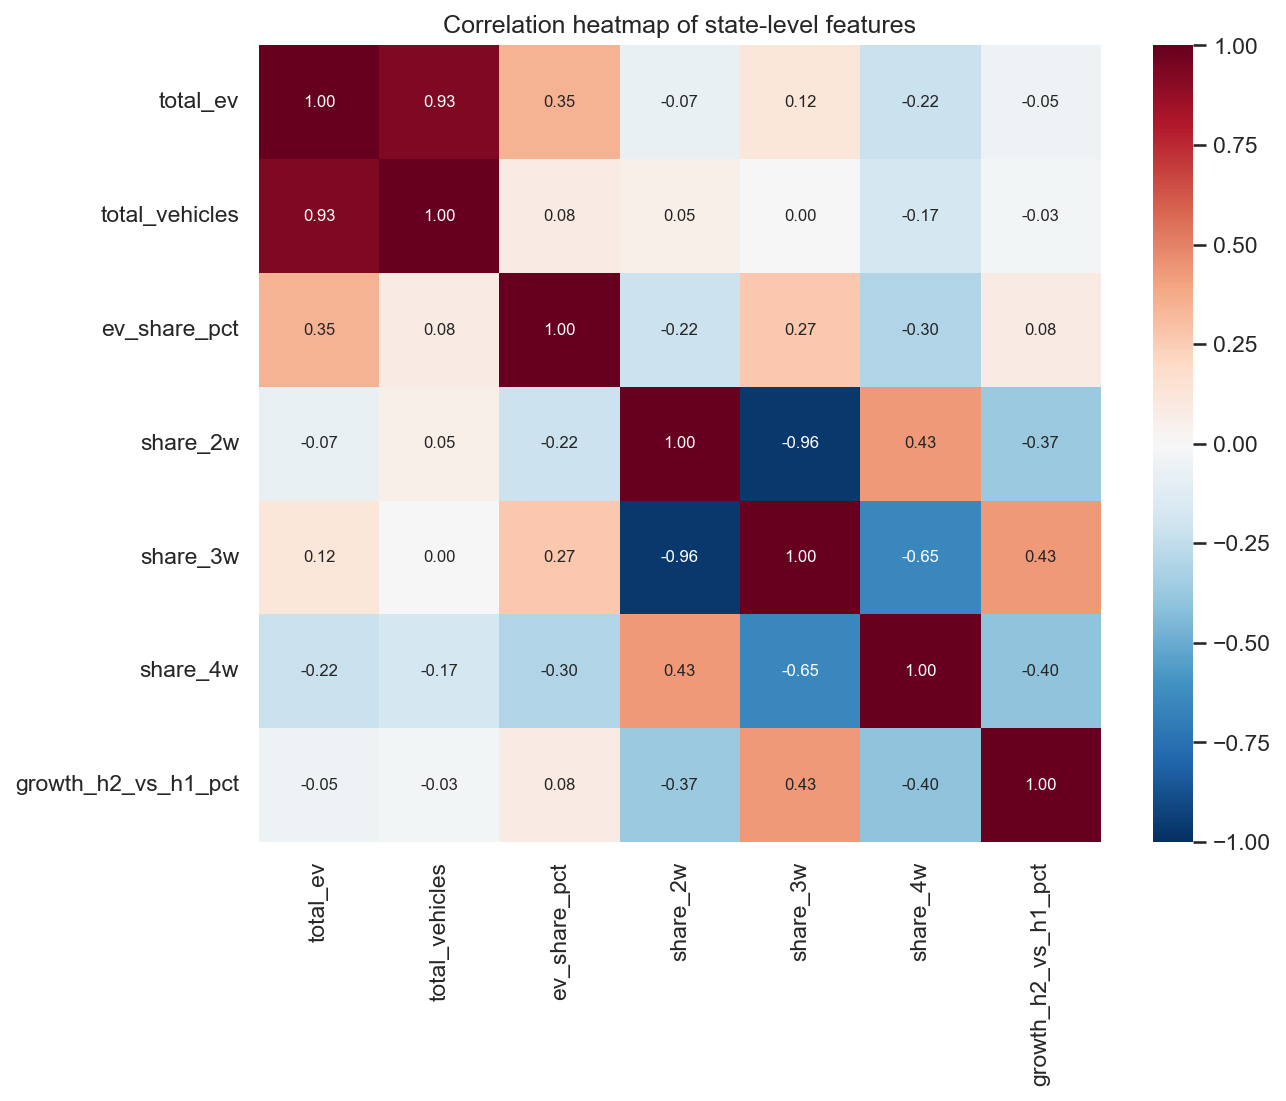 Correlation heatmap of state-level features
total_ev 1.00 0.93 0.35 -0.07 0.12 -0.22 -0.05
total_vehicles 0.93 1.00 0.08 0.05 0.00 -0.17 -0.03
ev_share_pct 0.35 0.08 1.00 -0.22 0.27 -0.30 0.08
share_2w -0.07 0.05 -0.22 1.00 -0.96 0.43 -0.37
share_3w 0.12 0.00 0.27 -0.96 1.00 -0.65 0.43
share_4w -0.22 -0.17 -0.30 0.43 -0.65 1.00 -0.40
growth_h2_vs_h1_pct -0.05 -0.03 0.08 -0.37 0.43 -0.40 1.00
total_ev
total_vehicles
ev_share_pct
share_2w
share_3w
share_4w
growth_h2_vs_h1_pct
1.00
0.75
0.50
0.25
0.00
−0.25
−0.50
−0.75
−1.00